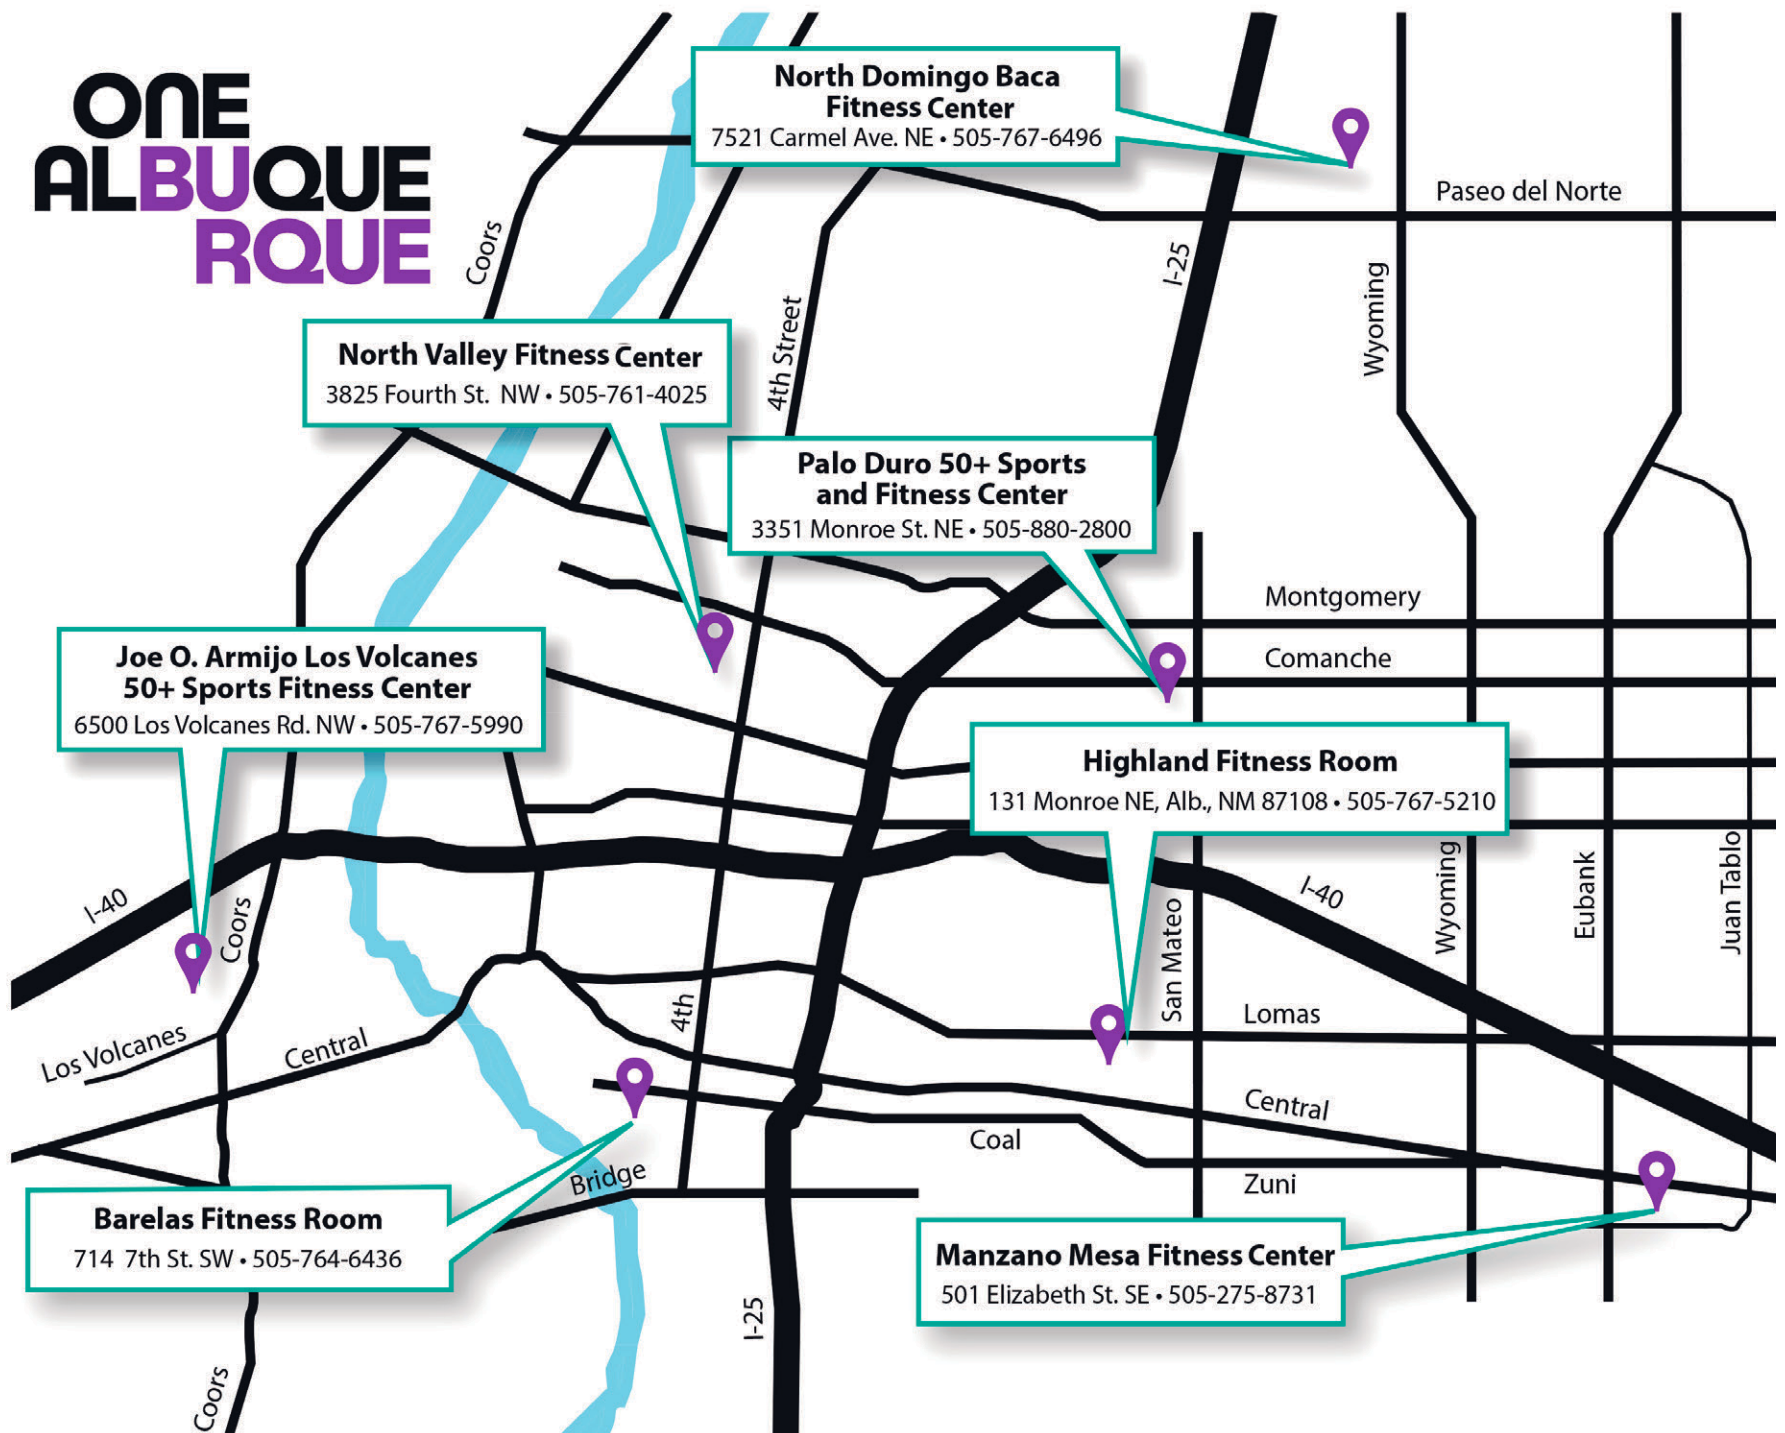 ONE
ALBUQUE
RQUE
North Domingo Baca
Fitness Center
7521 Carmel Ave. NE • 505-767-6496
Paseo del Norte
Coors
I-25
Wyoming
4th Street
North Valley Fitness Center
3825 Fourth St. NW • 505-761-4025
Palo Duro 50+ Sports
and Fitness Center
3351 Monroe St. NE • 505-880-2800
Montgomery
Comanche
Joe O. Armijo Los Volcanes
50+ Sports Fitness Center
6500 Los Volcanes Rd. NW • 505-767-5990
Highland Fitness Room
131 Monroe NE, Alb., NM 87108 • 505-767-5210
I-40
Coors
I-40
San Mateo
Wyoming
Eubank
Juan Tablo
4th
Lomas
Los Volcanes
Central
Central
Coal
Zuni
Bridge
Barelas Fitness Room
714 7th St. SW • 505-764-6436
Manzano Mesa Fitness Center
501 Elizabeth St. SE • 505-275-8731
I-25
Coors